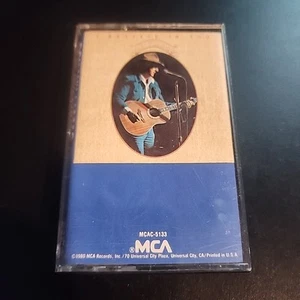 MCAC-5133
®MCA
©1980 MCA Records, Inc. / 70 Universal City Plaza, Universal City, CA/Printed in U S A